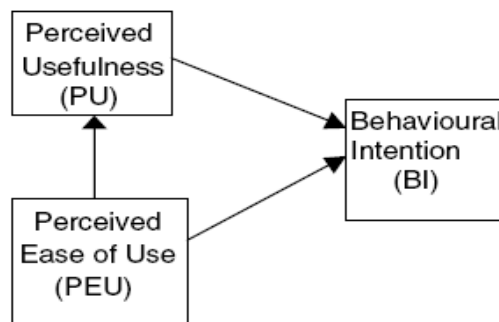 Perceived
Usefulness
(PU)
Behavioural
Intention
(BI)
Perceived
Ease of Use
(PEU)